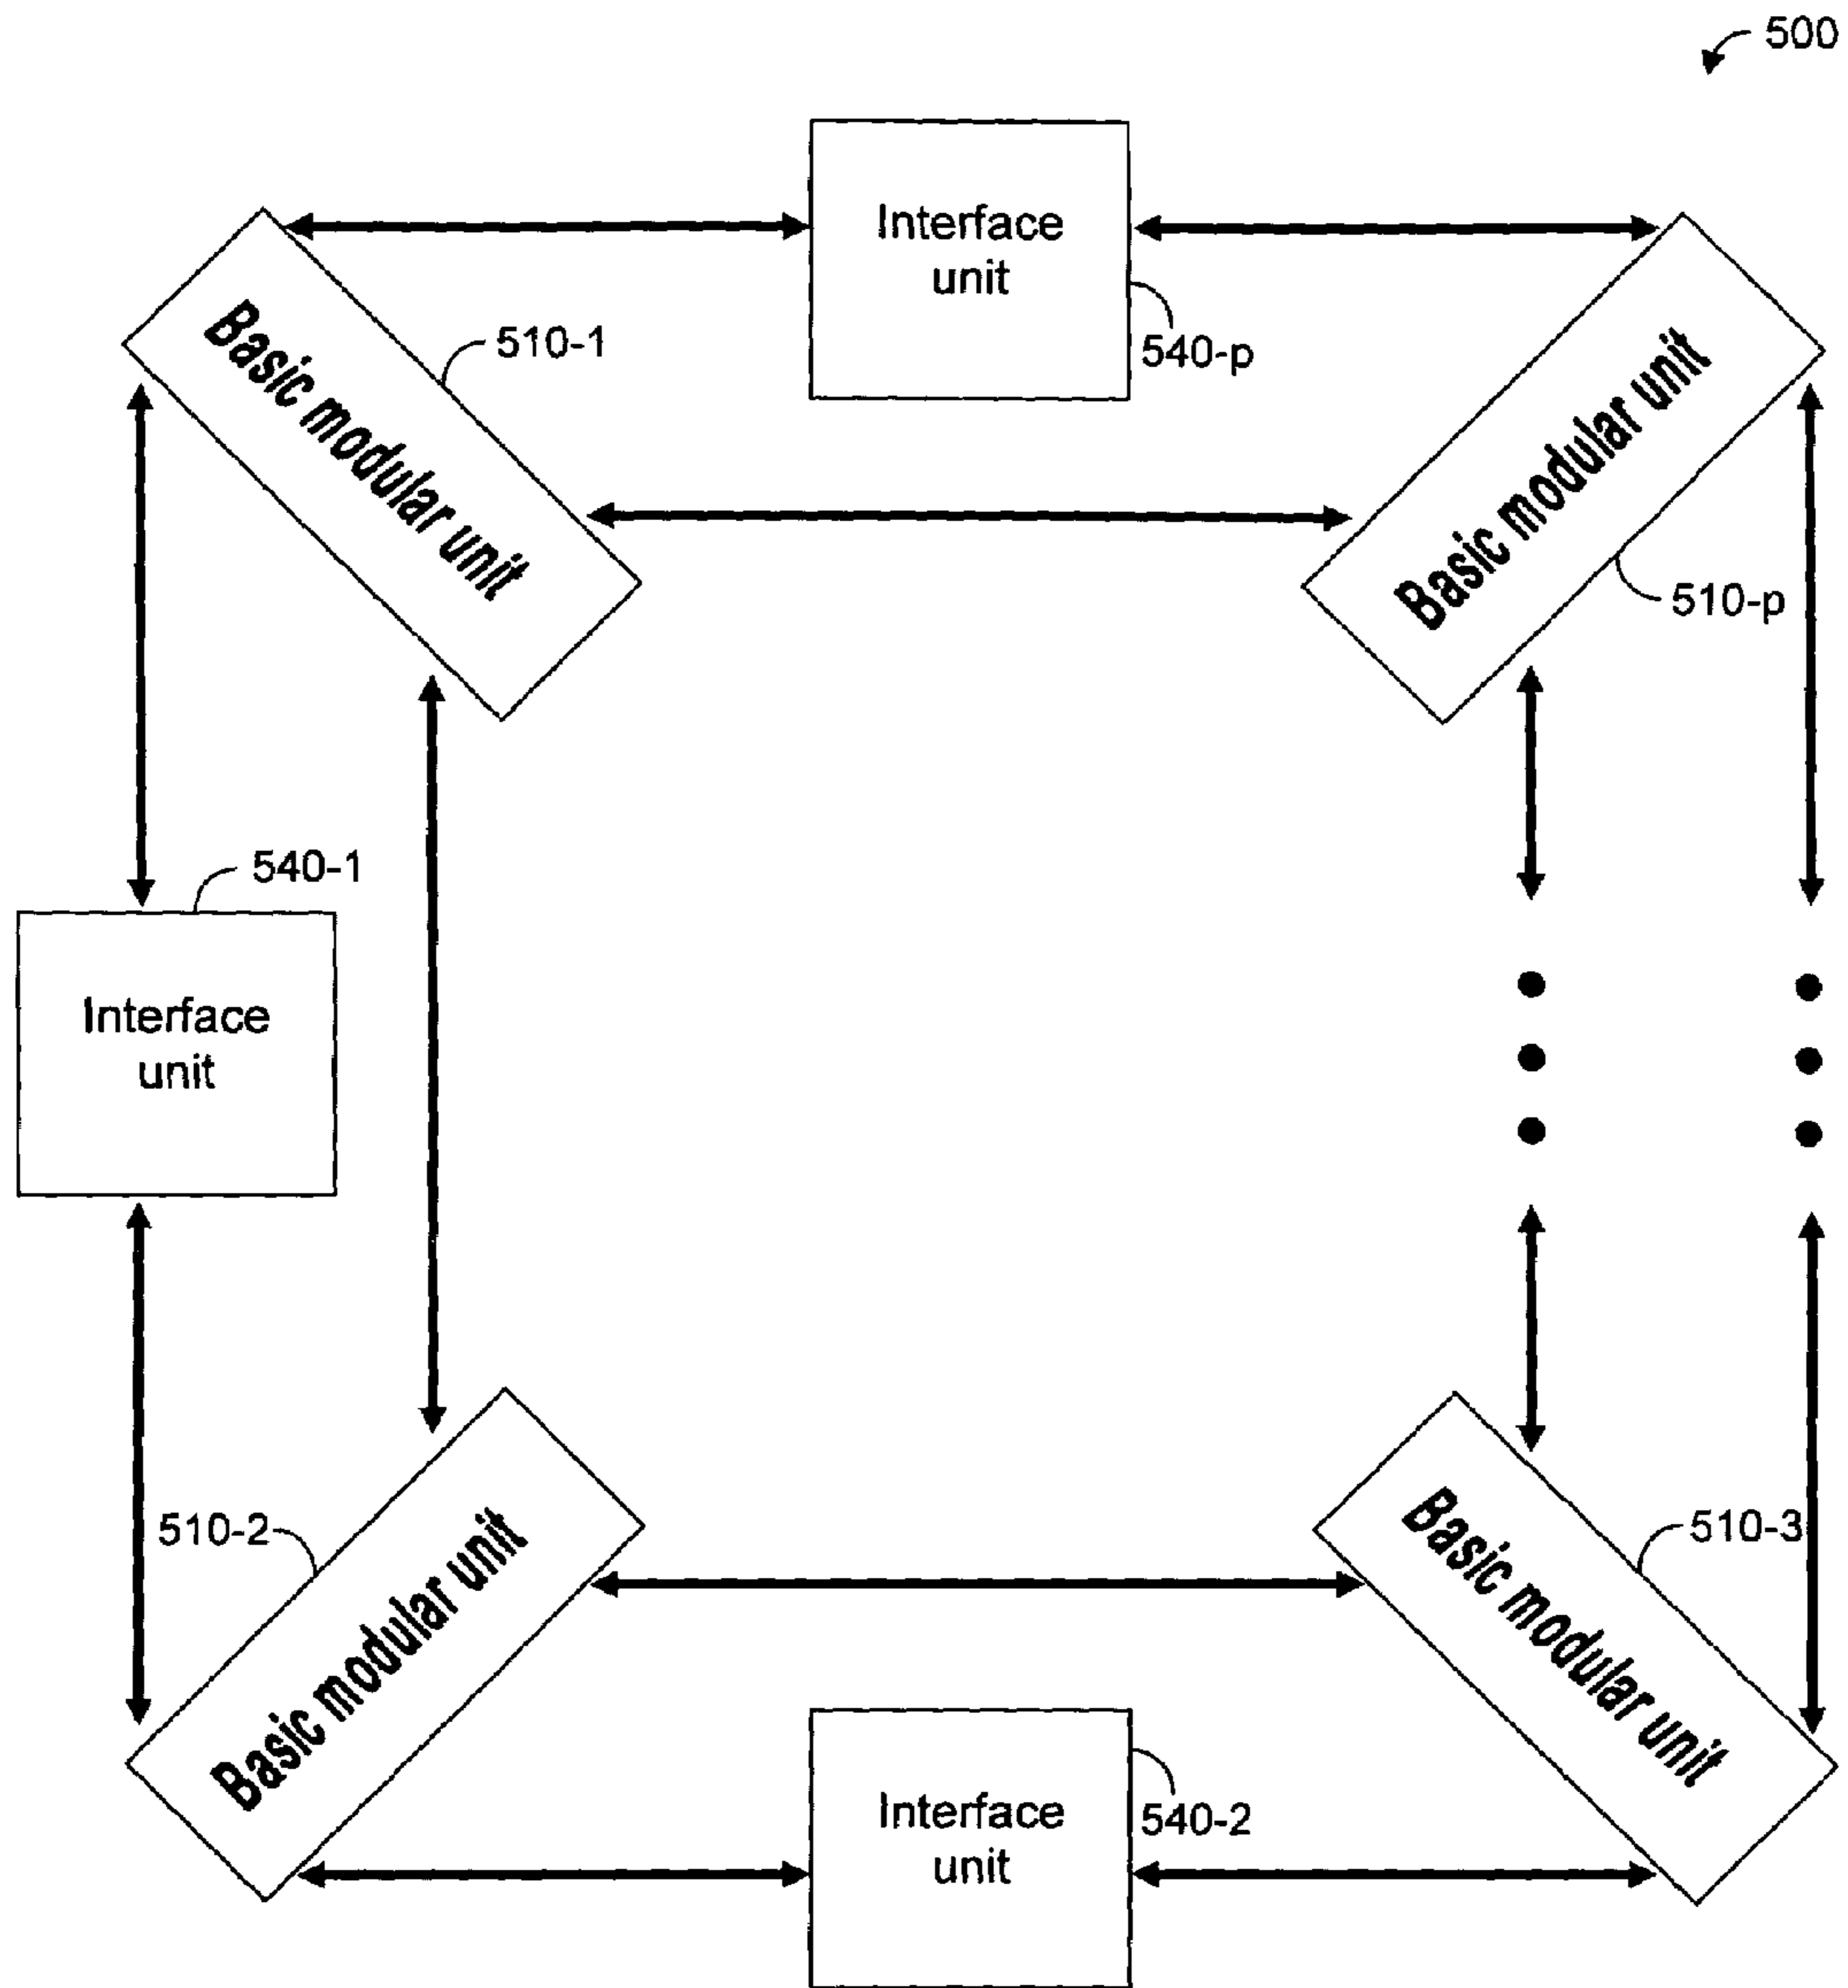 500
Interface
unit
540-p
Basic modular unit
510-1
Basic modular unit
510-p
540-1
Interface
unit
510-2
Basic modular unit
Basic modular unit
510-3
Interface
unit
540-2